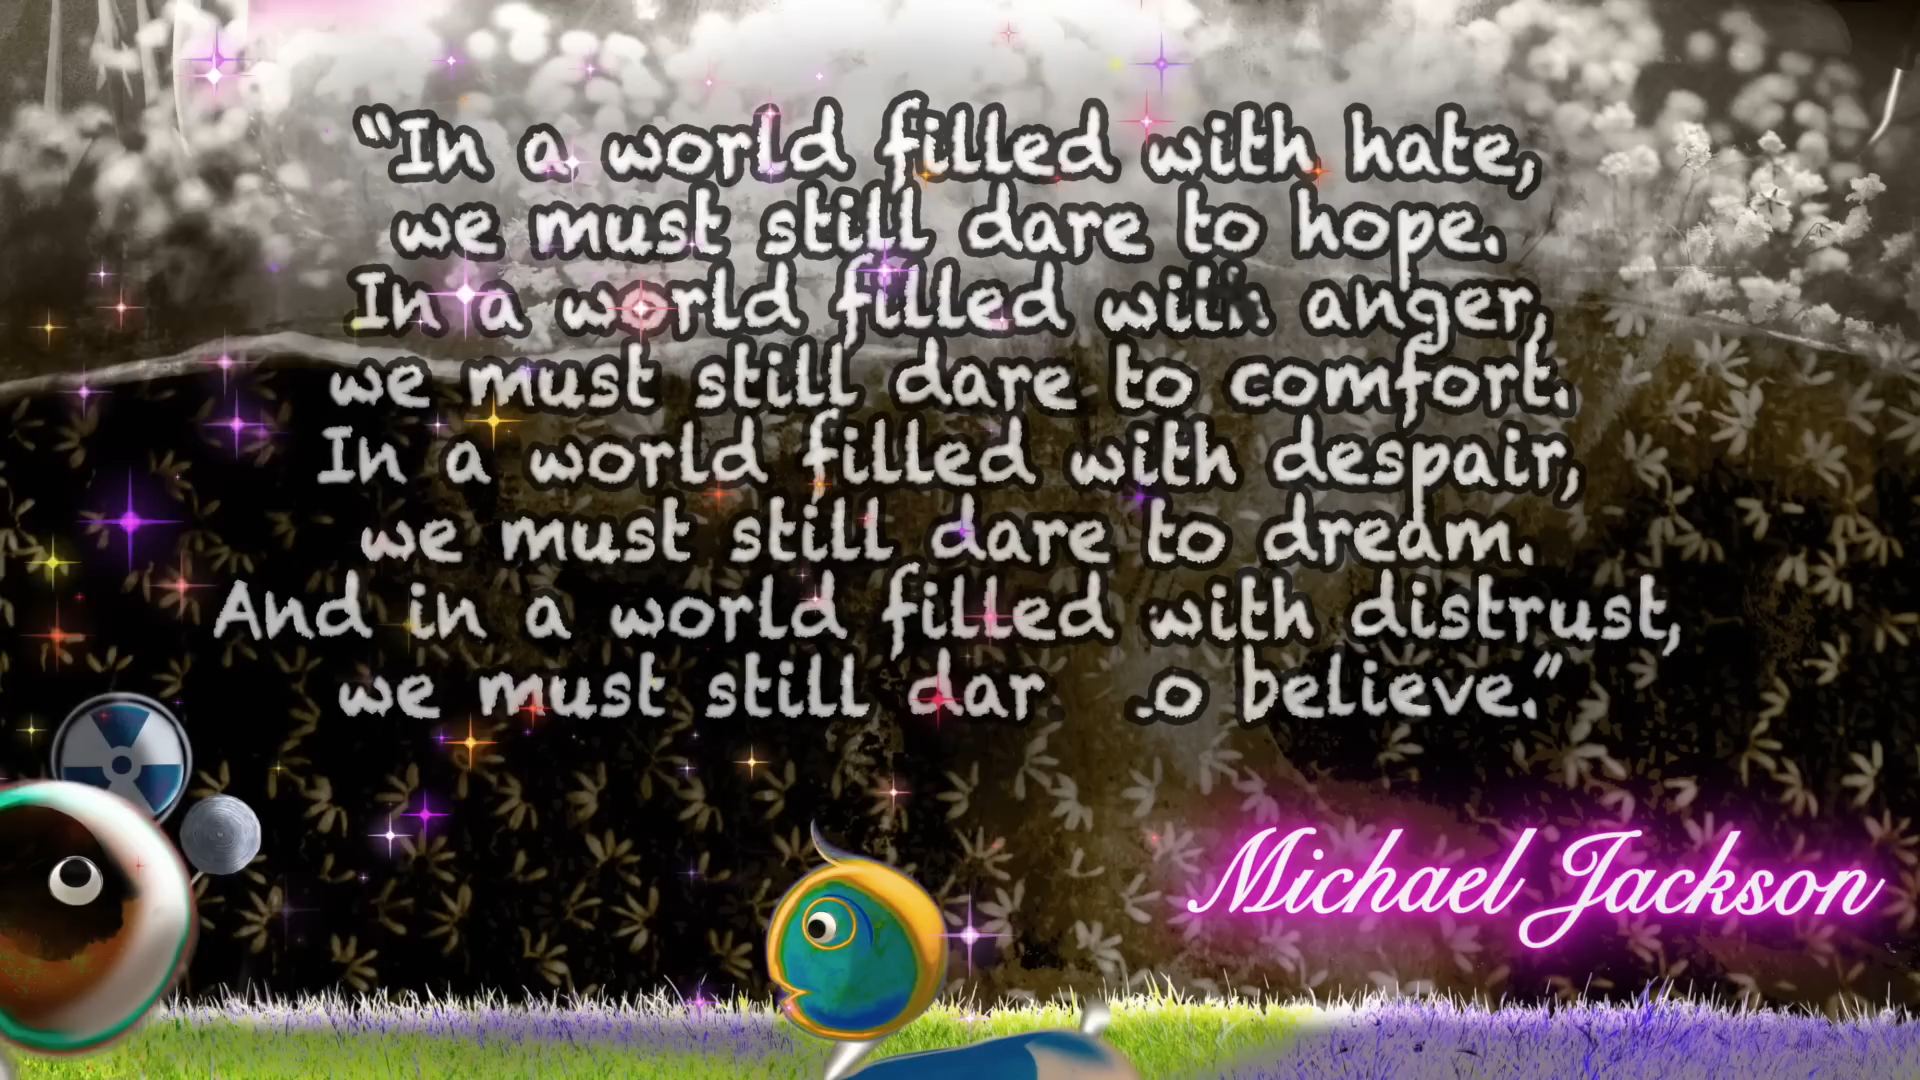 “In a world filled with hate,
we must still dare to hope.
In a world filled with anger,
we must still dare to comfort.
In a world filled with despair,
we must still dare to dream.
And in a world filled with distrust,
we must still dar o believe.”
Michael Jackson